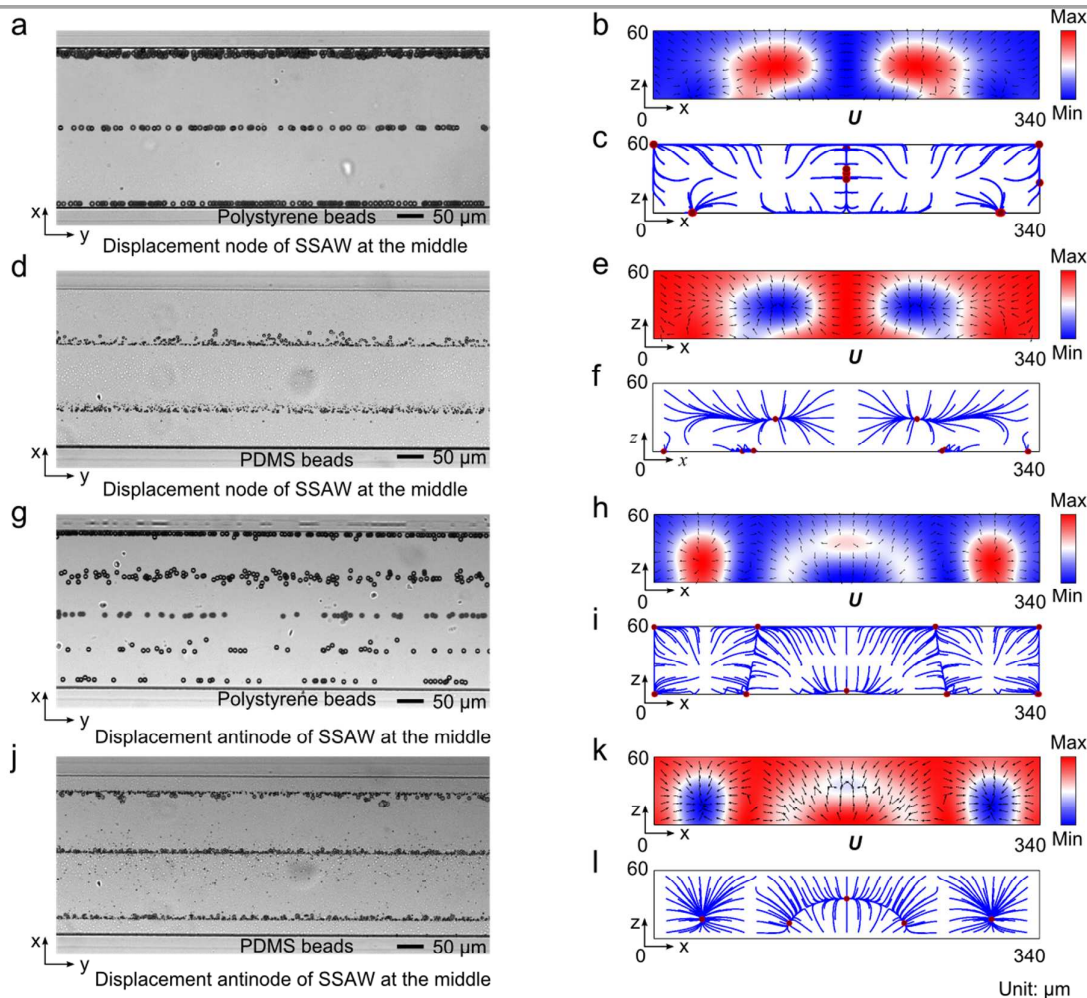 a
x
y
Polystyrene beads 50 μm
Displacement node of SSAW at the middle
b
60
z
0
x
U
340
Max
Min
c
60
z
0
x
340
d
x
y
PDMS beads 50 μm
Displacement node of SSAW at the middle
e
60
z
0
x
U
340
Max
Min
f
60
z
0
x
340
g
x
y
Polystyrene beads 50 μm
Displacement antinode of SSAW at the middle
h
60
z
0
x
U
340
Max
Min
i
60
z
0
x
340
j
x
y
PDMS beads 50 μm
Displacement antinode of SSAW at the middle
k
60
z
0
x
U
340
Max
Min
l
60
z
0
x
340
Unit: μm